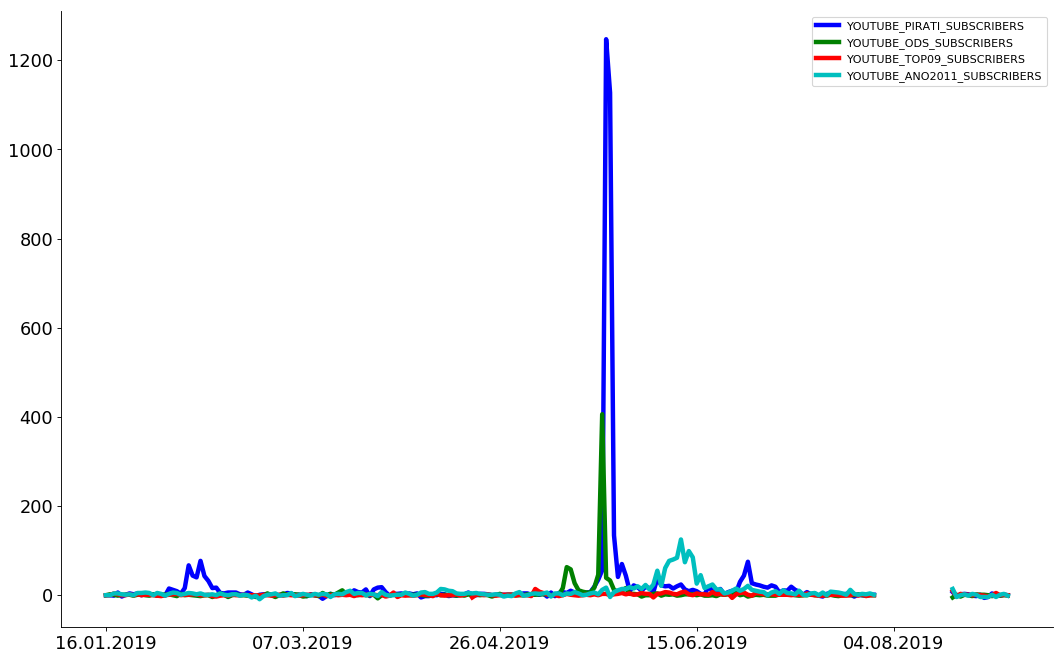 YOUTUBE_PIRATI_SUBSCRIBERS
YOUTUBE_ODS_SUBSCRIBERS
YOUTUBE_TOP09_SUBSCRIBERS
YOUTUBE_ANO2011_SUBSCRIBERS
1200
1000
800
600
400
200
0
16.01.2019 07.03.2019 26.04.2019 15.06.2019 04.08.2019